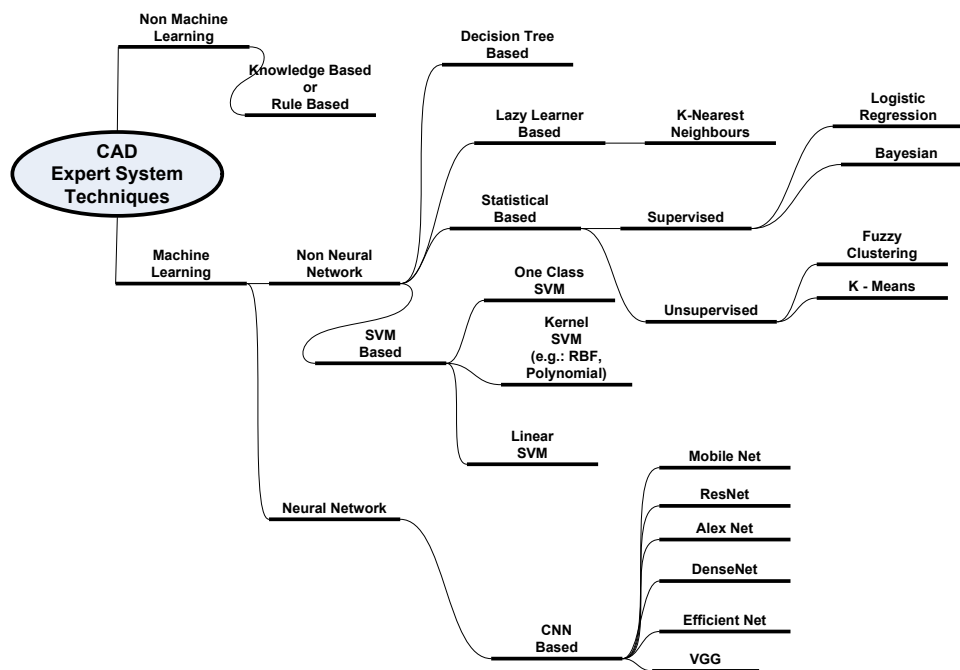 Non Machine
Learning
Knowledge Based
or
Rule Based
CAD
Expert System
Techniques
Machine
Learning
Non Neural
Network
Decision Tree
Based
Lazy Learner
Based
K-Nearest
Neighbours
Statistical
Based
Supervised
Logistic
Regression
Bayesian
Unsupervised
Fuzzy
Clustering
K - Means
SVM
Based
One Class
SVM
Kernel
SVM
(e.g.: RBF,
Polynomial)
Linear
SVM
Neural Network
CNN
Based
Mobile Net
ResNet
Alex Net
DenseNet
Efficient Net
VGG